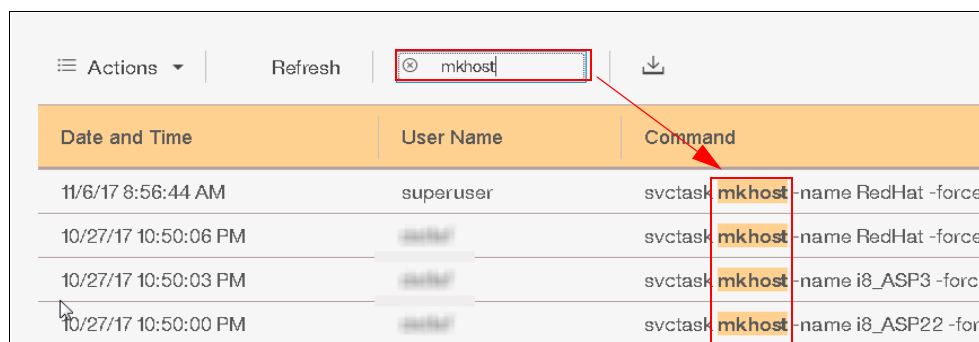 Actions Refresh mkhost
Date and Time User Name Command
11/6/17 8:56:44 AM superuser svctask mkhost -name RedHat -force
10/27/17 10:50:06 PM svctask mkhost -name RedHat -force
10/27/17 10:50:03 PM svctask mkhost -name i8_ASP3 -forc
10/27/17 10:50:00 PM svctask mkhost -name i8_ASP22 -for